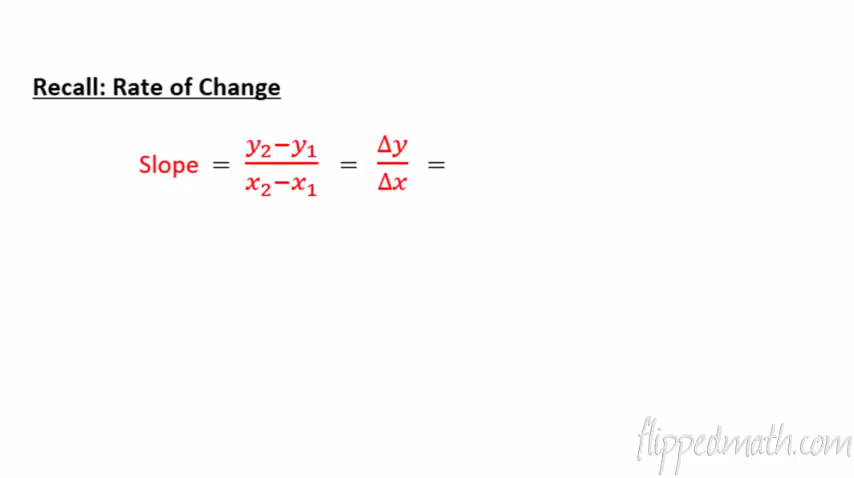 Recall: Rate of Change
Slope = y₂−y₁ / x₂−x₁ = Δy / Δx =
flippedmath.com